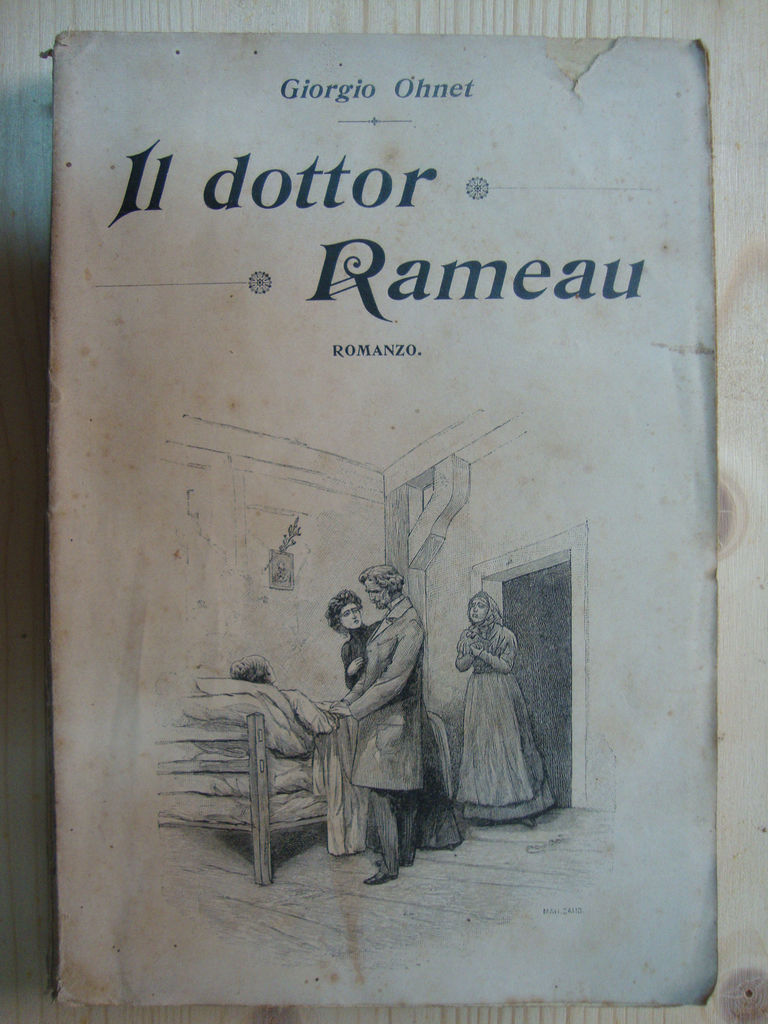 Giorgio Ohnet
Il dottor
Rameau
ROMANZO.